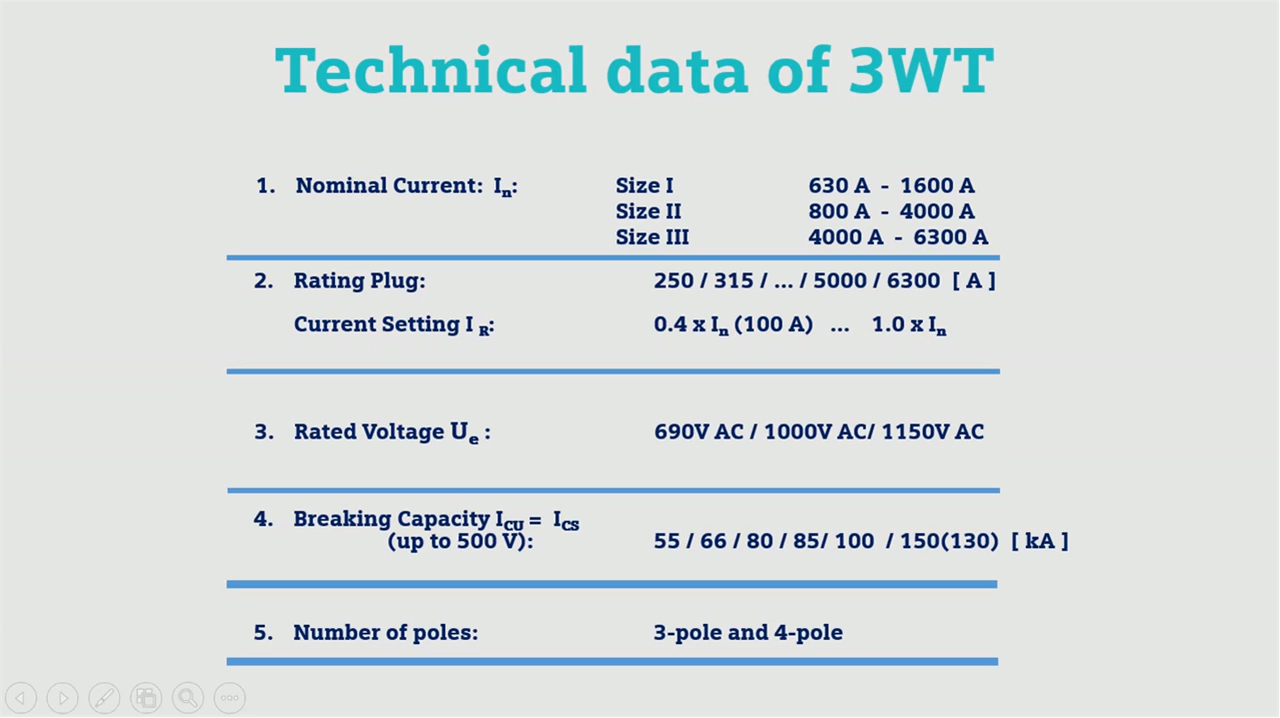 Technical data of 3WT
1. Nominal Current: In: Size I 630 A - 1600 A
Size II 800 A - 4000 A
Size III 4000 A - 6300 A
2. Rating Plug: 250 / 315 / ... / 5000 / 6300 [ A ]
Current Setting I R: 0.4 x In (100 A) ... 1.0 x In
3. Rated Voltage Ue : 690V AC / 1000V AC/ 1150V AC
4. Breaking Capacity ICU = ICS
(up to 500 V): 55 / 66 / 80 / 85/ 100 / 150(130) [ kA ]
5. Number of poles: 3-pole and 4-pole